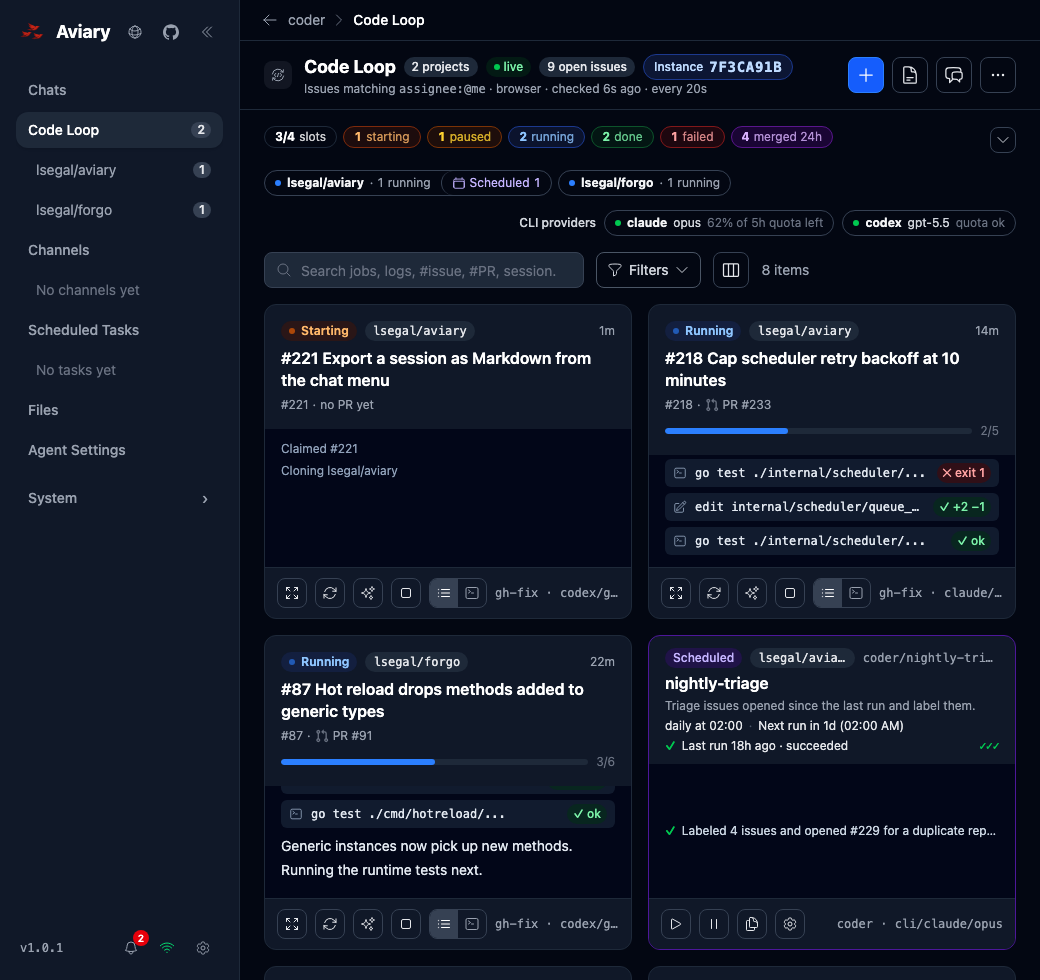 Aviary
Chats
Code Loop 2
lsegal/aviary 1
lsegal/forgo 1
Channels
No channels yet
Scheduled Tasks
No tasks yet
Files
Agent Settings
System
v1.0.1
2
coder Code Loop
Code Loop 2 projects live 9 open issues Instance 7F3CA91B
Issues matching assignee:@me · browser · checked 6s ago · every 20s
3/4 slots 1 starting 1 paused 2 running 2 done 1 failed 4 merged 24h
lsegal/aviary · 1 running Scheduled 1 lsegal/forgo · 1 running
CLI providers claude opus 62% of 5h quota left codex gpt-5.5 quota ok
Search jobs, logs, #issue, #PR, session. Filters 8 items
Starting lsegal/aviary 1m
#221 Export a session as Markdown from
the chat menu
#221 · no PR yet
Claimed #221
Cloning lsegal/aviary
gh-fix · codex/g…
Running lsegal/aviary 14m
#218 Cap scheduler retry backoff at 10
minutes
#218 · PR #233
2/5
go test ./internal/scheduler/... exit 1
edit internal/scheduler/queue_… +2 −1
go test ./internal/scheduler/... ok
gh-fix · claude/…
Running lsegal/forgo 22m
#87 Hot reload drops methods added to
generic types
#87 · PR #91
3/6
go test ./cmd/hotreload/... ok
Generic instances now pick up new methods.
Running the runtime tests next.
gh-fix · codex/g…
Scheduled lsegal/avia… coder/nightly-tri…
nightly-triage
Triage issues opened since the last run and label them.
daily at 02:00 · Next run in 1d (02:00 AM)
Last run 18h ago · succeeded
Labeled 4 issues and opened #229 for a duplicate rep…
coder · cli/claude/opus